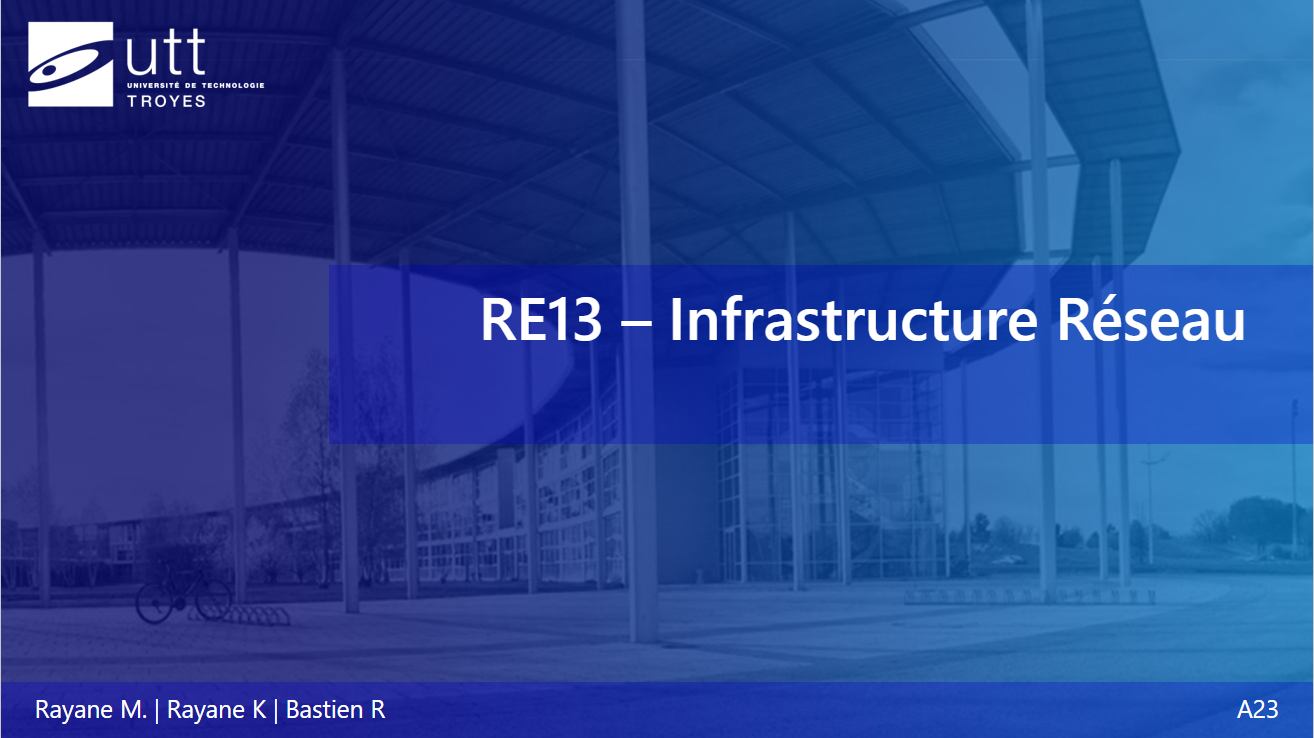 utt
UNIVERSITÉ DE TECHNOLOGIE
TROYES
RE13 – Infrastructure Réseau
Rayane M. | Rayane K | Bastien R
A23